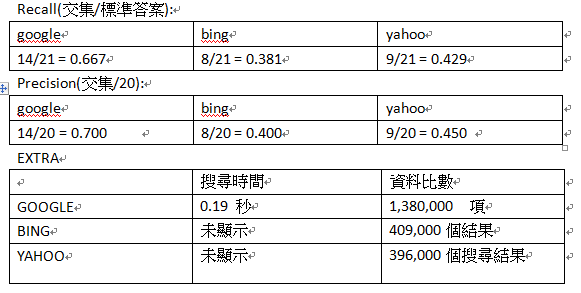 Recall(交集/標準答案):
google bing yahoo
14/21 = 0.667 8/21 = 0.381 9/21 = 0.429
Precision(交集/20):
google bing yahoo
14/20 = 0.700 8/20 = 0.400 9/20 = 0.450
EXTRA
搜尋時間 資料比數
GOOGLE 0.19 秒 1,380,000 項
BING 未顯示 409,000 個結果
YAHOO 未顯示 396,000 個搜尋結果